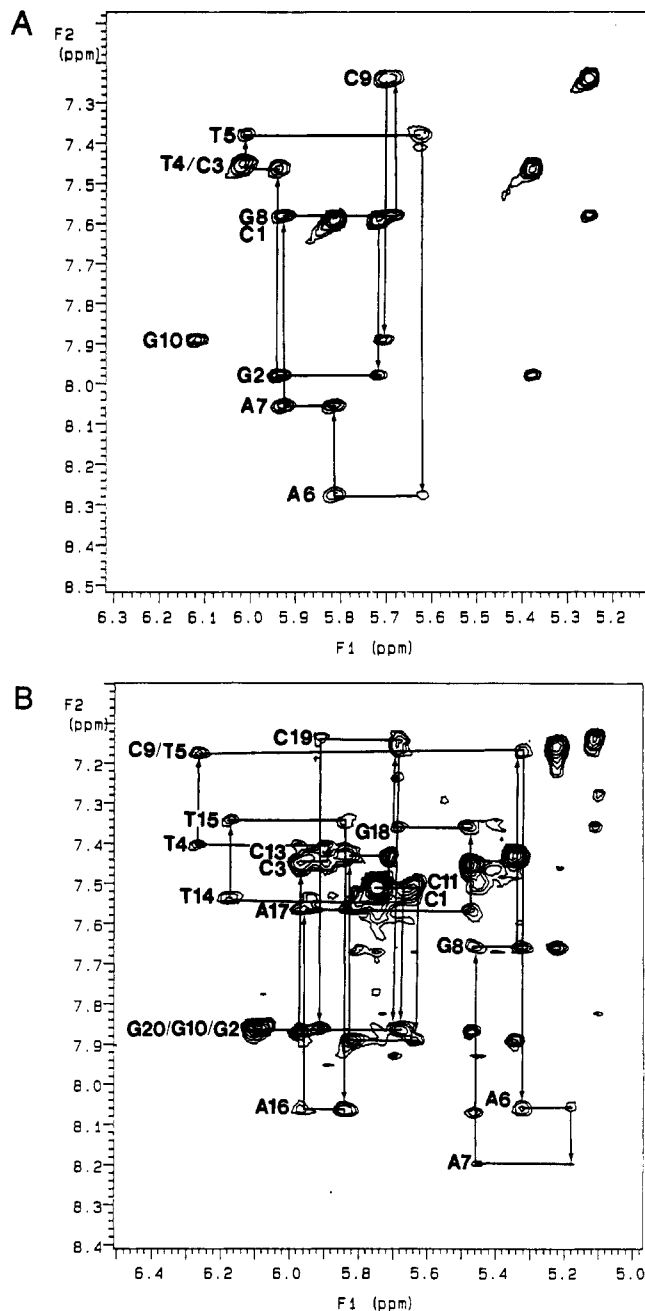 A
F2
(ppm)
7.3
7.4
7.5
7.6
7.7
7.8
7.9
8.0
8.1
8.2
8.3
8.4
8.5
C9
T5
T4/C3
G8
C1
G10
G2
A7
A6
6.3 6.2 6.1 6.0 5.9 5.8 5.7 5.6 5.5 5.4 5.3 5.2
F1 (ppm)
B
F2
(ppm)
7.2
7.3
7.4
7.5
7.6
7.7
7.8
7.9
8.0
8.1
8.2
8.3
8.4
C19
C9/T5
T15
G18
T4
C13
C3
C11
C1
T14
A17
G8
G20/G10/G2
A16
A6
A7
6.4 6.2 6.0 5.8 5.6 5.4 5.2 5.0
F1 (ppm)